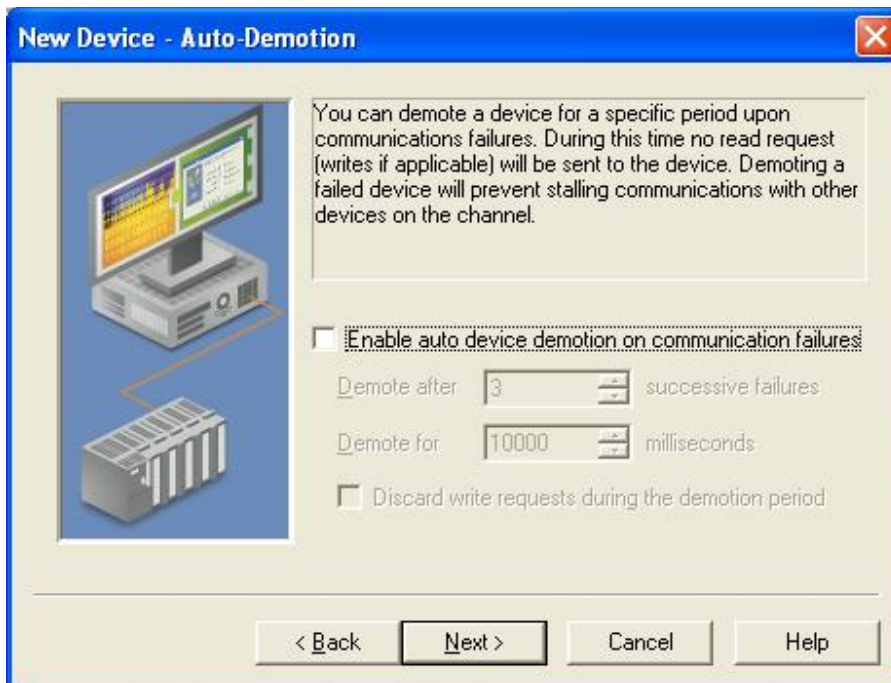 New Device - Auto-Demotion
You can demote a device for a specific period upon
communications failures. During this time no read request
(writes if applicable) will be sent to the device. Demoting a
failed device will prevent stalling communications with other
devices on the channel.
Enable auto device demotion on communication failures
Demote after 3 successive failures
Demote for 10000 milliseconds
Discard write requests during the demotion period
< Back Next > Cancel Help